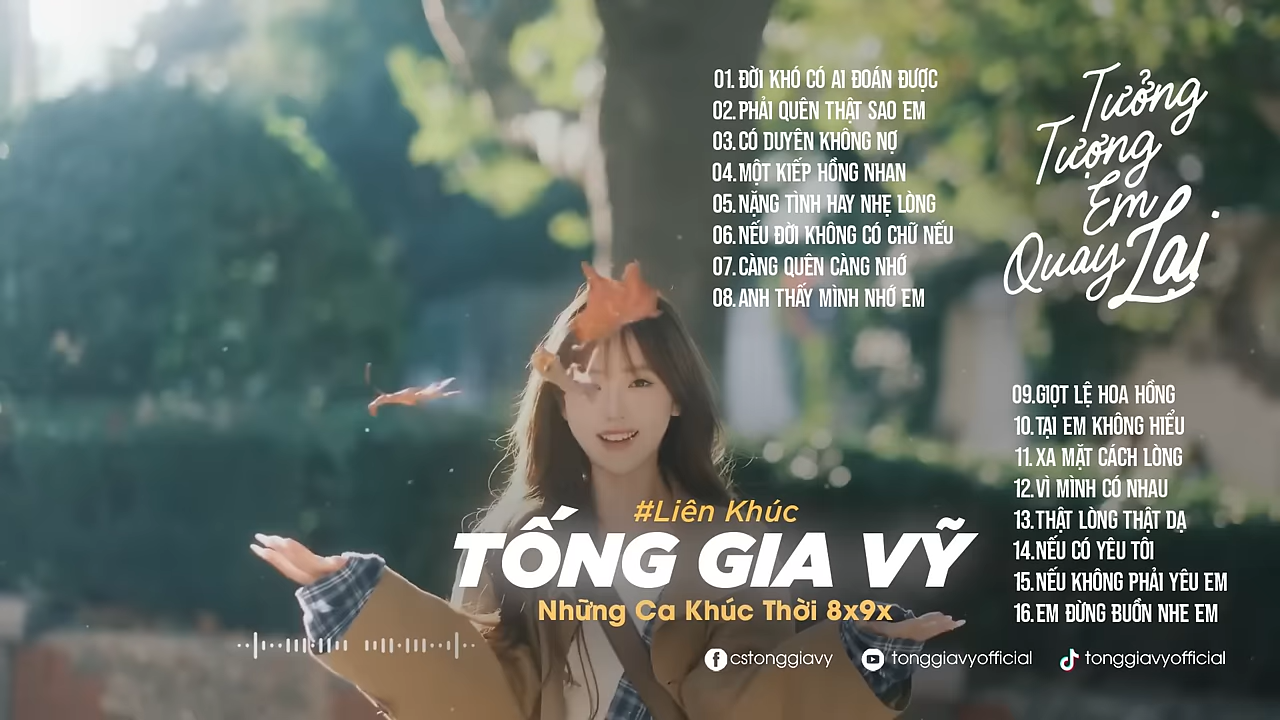 01. ĐỜI KHÓ CÓ AI ĐOÁN ĐƯỢC
02. PHẢI QUÊN THẬT SAO EM
03. CÓ DUYÊN KHÔNG NỢ
04. MỘT KIẾP HỒNG NHAN
05. NẶNG TÌNH HAY NHẸ LÒNG
06. NẾU ĐỜI KHÔNG CÓ CHỮ NẾU
07. CÀNG QUÊN CÀNG NHỚ
08. ANH THẤY MÌNH NHỚ EM
Tưởng
Tượng
Em
Quay Lại
09. GIỌT LỆ HOA HỒNG
10. TẠI EM KHÔNG HIỂU
11. XA MẶT CÁCH LÒNG
12. VÌ MÌNH CÓ NHAU
13. THẬT LÒNG THẬT DẠ
14. NẾU CÓ YÊU TÔI
15. NẾU KHÔNG PHẢI YÊU EM
16. EM ĐỪNG BUỒN NHE EM
#Liên Khúc
TỐNG GIA VỸ
Những Ca Khúc Thời 8x9x
cstonggiavy tonggiavyofficial tonggiavyofficial